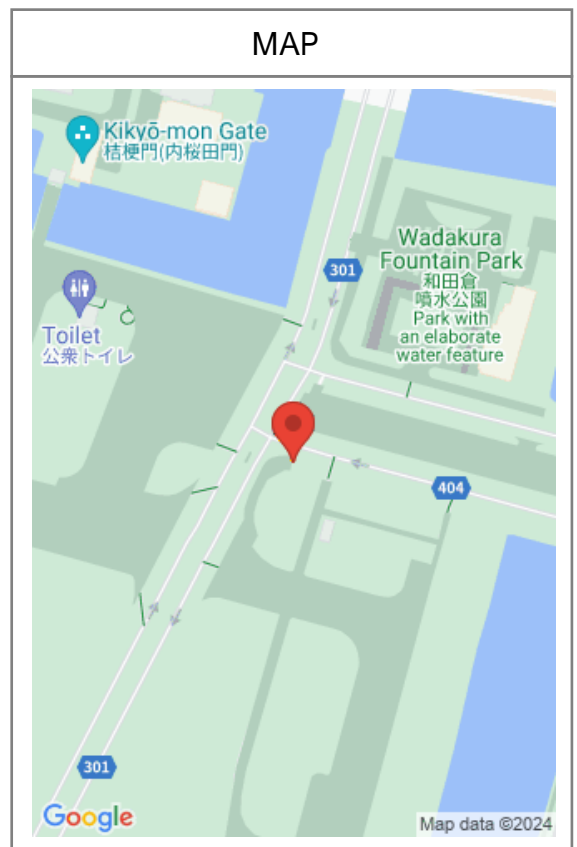 MAP
Kikyō-mon Gate
桔梗門(内桜田門)
Wadakura
Fountain Park
和田倉
噴水公園
Park with
an elaborate
water feature
301
Toilet
公衆トイレ
404
301
Google
Map data ©2024